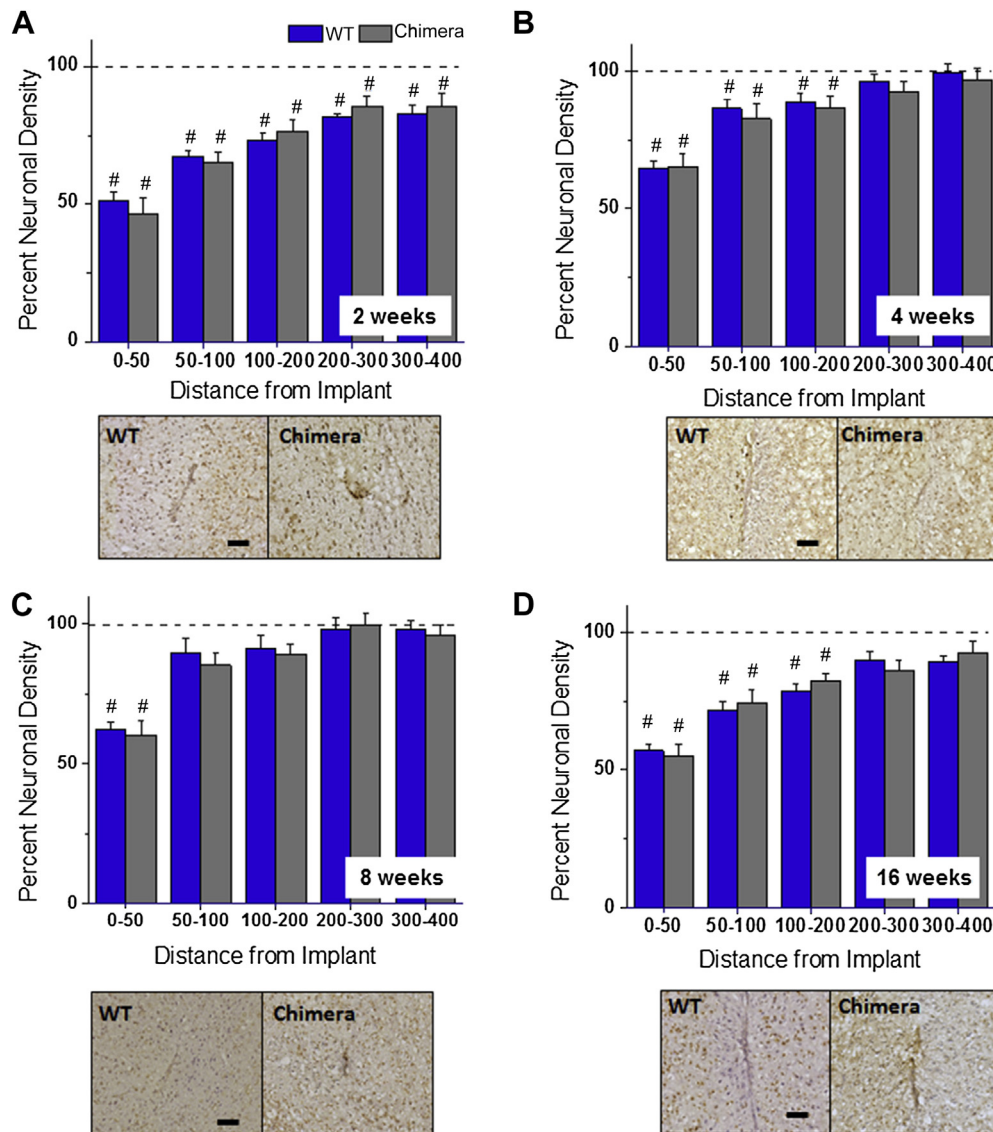 A
WT Chimera
Percent Neuronal Density
100
50
0
# # # # # # # # # #
2 weeks
0-50 50-100 100-200 200-300 300-400
Distance from Implant
WT Chimera
B
Percent Neuronal Density
100
50
0
# # # # # #
4 weeks
0-50 50-100 100-200 200-300 300-400
Distance from Implant
WT Chimera
C
Percent Neuronal Density
100
50
0
# #
8 weeks
0-50 50-100 100-200 200-300 300-400
Distance from Implant
WT Chimera
D
Percent Neuronal Density
100
50
0
# # # # # #
16 weeks
0-50 50-100 100-200 200-300 300-400
Distance from Implant
WT Chimera